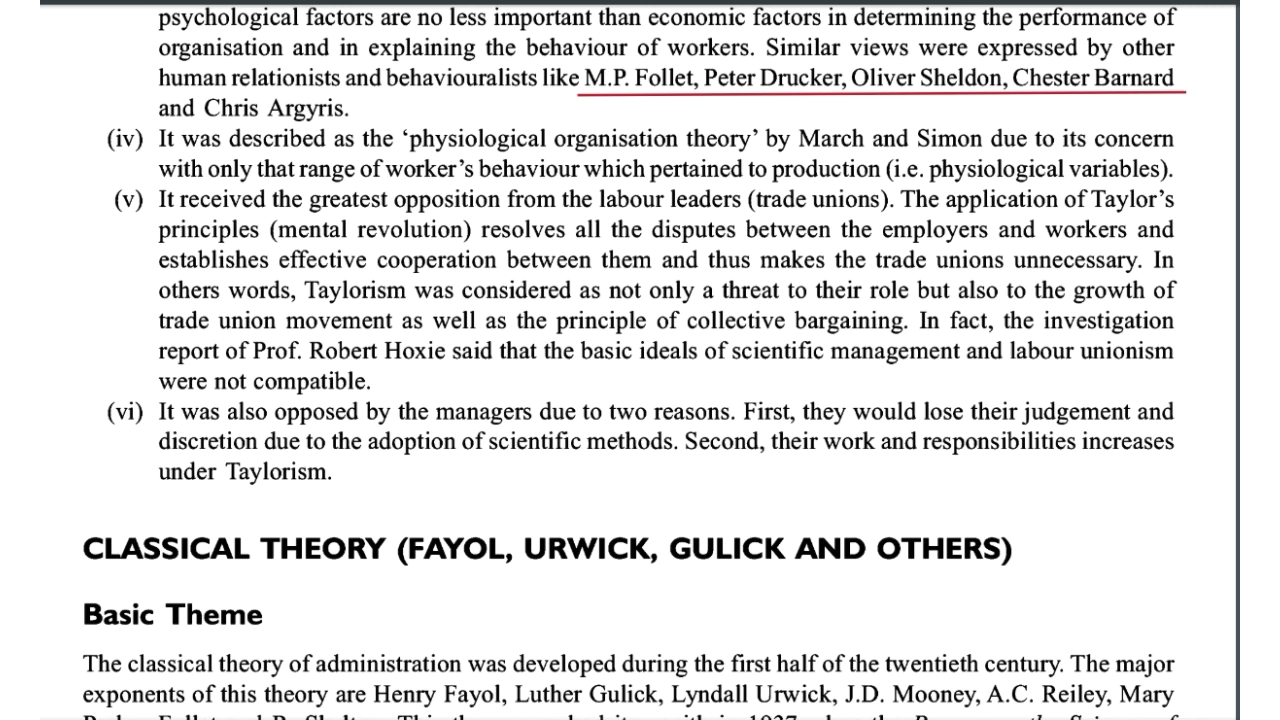 psychological factors are no less important than economic factors in determining the performance of
organisation and in explaining the behaviour of workers. Similar views were expressed by other
human relationists and behaviouralists like M.P. Follet, Peter Drucker, Oliver Sheldon, Chester Barnard
and Chris Argyris.
(iv) It was described as the ‘physiological organisation theory’ by March and Simon due to its concern
with only that range of worker’s behaviour which pertained to production (i.e. physiological variables).
(v) It received the greatest opposition from the labour leaders (trade unions). The application of Taylor’s
principles (mental revolution) resolves all the disputes between the employers and workers and
establishes effective cooperation between them and thus makes the trade unions unnecessary. In
others words, Taylorism was considered as not only a threat to their role but also to the growth of
trade union movement as well as the principle of collective bargaining. In fact, the investigation
report of Prof. Robert Hoxie said that the basic ideals of scientific management and labour unionism
were not compatible.
(vi) It was also opposed by the managers due to two reasons. First, they would lose their judgement and
discretion due to the adoption of scientific methods. Second, their work and responsibilities increases
under Taylorism.
CLASSICAL THEORY (FAYOL, URWICK, GULICK AND OTHERS)
Basic Theme
The classical theory of administration was developed during the first half of the twentieth century. The major
exponents of this theory are Henry Fayol, Luther Gulick, Lyndall Urwick, J.D. Mooney, A.C. Reiley, Mary